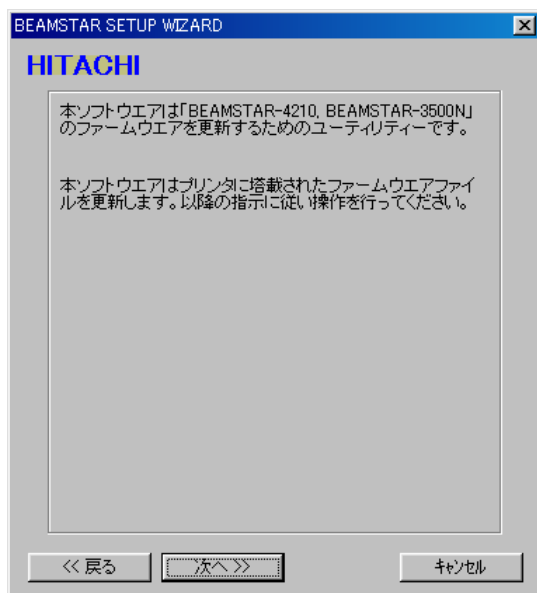 BEAMSTAR SETUP WIZARD
HITACHI
本ソフトウエアは「BEAMSTAR-4210, BEAMSTAR-3500N」
のファームウエアを更新するためのユーティリティーです。
本ソフトウエアはプリンタに塔載されたファームウエアファイ
ルを更新します。以降の指示に従い操作を行ってください。
<< 戻る
次へ >>
キャンセル